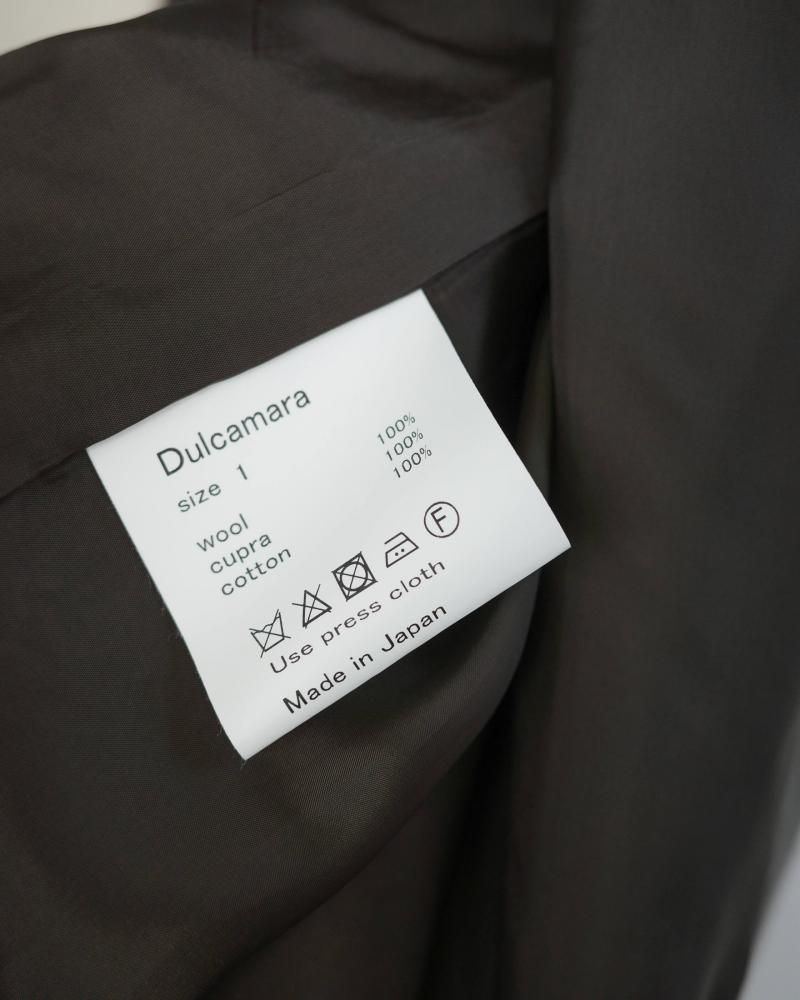 Dulcamara
size 1
wool 100%
cupra 100%
cotton 100%
F
Use press cloth
Made in Japan